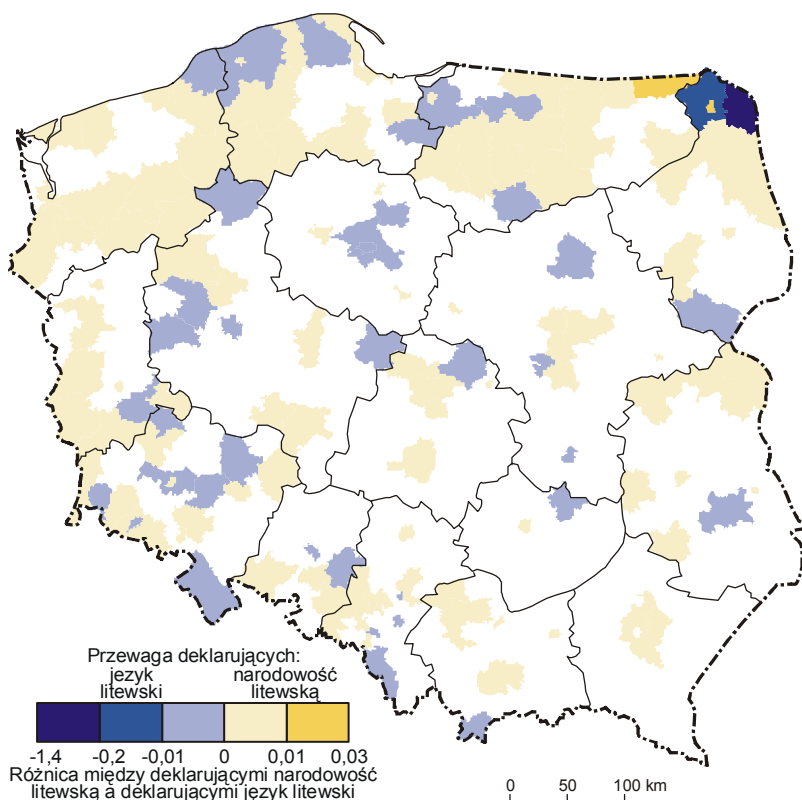 Przewaga deklarujących:
język narodowość
litewski litewską
-1,4 -0,2 -0,01 0 0,01 0,03
Różnica między deklarującymi narodowość
litewską a deklarującymi język litewski
0 50 100 km